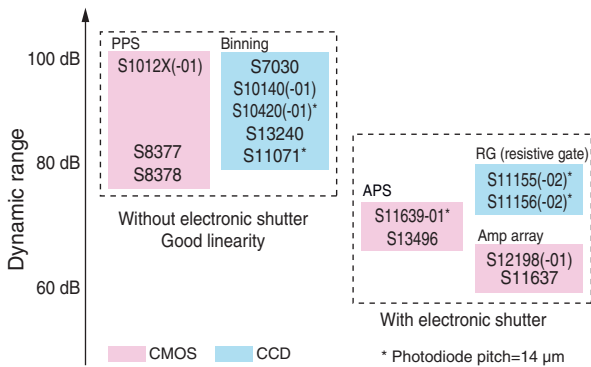 Dynamic range
100 dB
80 dB
60 dB
PPS
S1012X(-01)
S8377
S8378
Binning
S7030
S10140(-01)
S10420(-01)*
S13240
S11071*
Without electronic shutter
Good linearity
APS
S11639-01*
S13496
RG (resistive gate)
S11155(-02)*
S11156(-02)*
Amp array
S12198(-01)
S11637
With electronic shutter
CMOS
CCD
* Photodiode pitch=14 μm